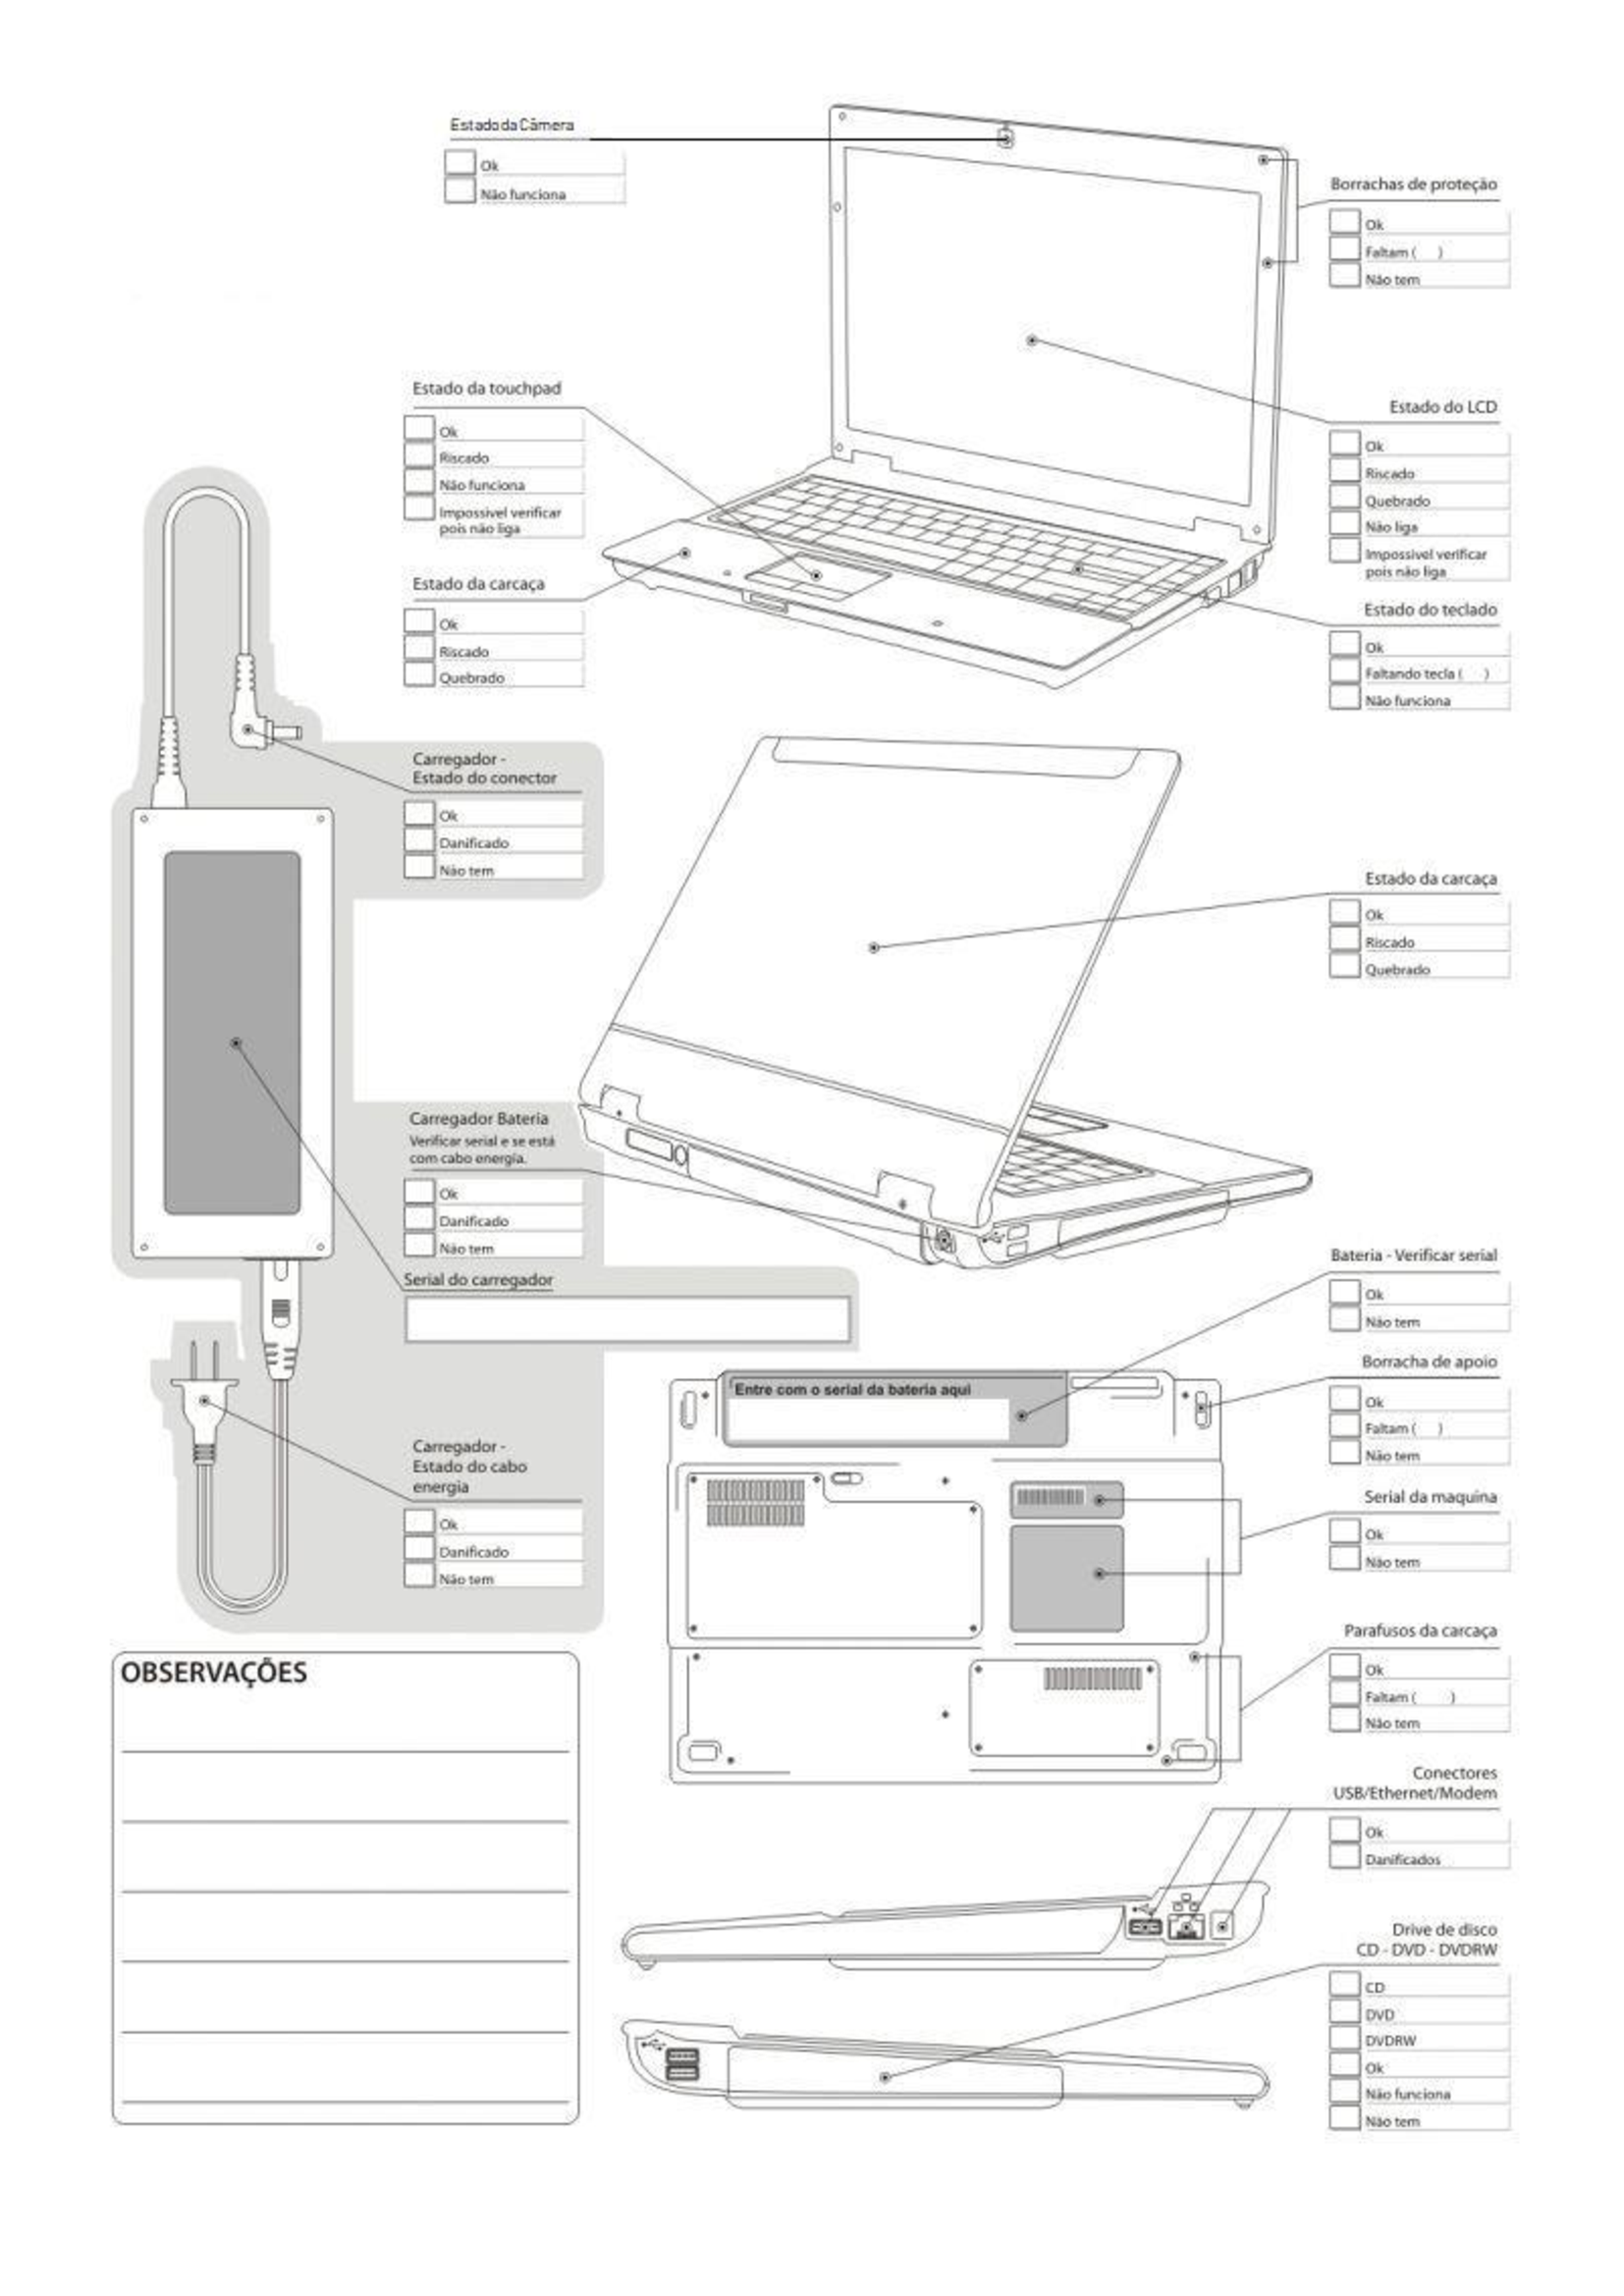 Estado da Câmera
Ok
Não funciona
Borrachas de proteção
Ok
Faltam ( )
Não tem
Estado da touchpad
Ok
Riscado
Não funciona
Impossivel verificar
pois não liga
Estado do LCD
Ok
Riscado
Quebrado
Não liga
Impossivel verificar
pois não liga
Estado da carcaça
Ok
Riscado
Quebrado
Estado do teclado
Ok
Faltando tecla ( )
Não funciona
Carregador -
Estado do conector
Ok
Danificado
Não tem
Estado da carcaça
Ok
Riscado
Quebrado
Carregador Bateria
Verificar serial e se está
com cabo energia.
Ok
Danificado
Não tem
Serial do carregador
Bateria - Verificar serial
Ok
Não tem
Entre com o serial da bateria aqui
Borracha de apoio
Ok
Faltam ( )
Não tem
Carregador -
Estado do cabo
energia
Ok
Danificado
Não tem
Serial da maquina
Ok
Não tem
Parafusos da carcaça
Ok
Faltam ( )
Não tem
OBSERVAÇÕES
Conectores
USB/Ethernet/Modem
Ok
Danificados
Drive de disco
CD - DVD - DVDRW
CD
DVD
DVDRW
Ok
Não funciona
Não tem